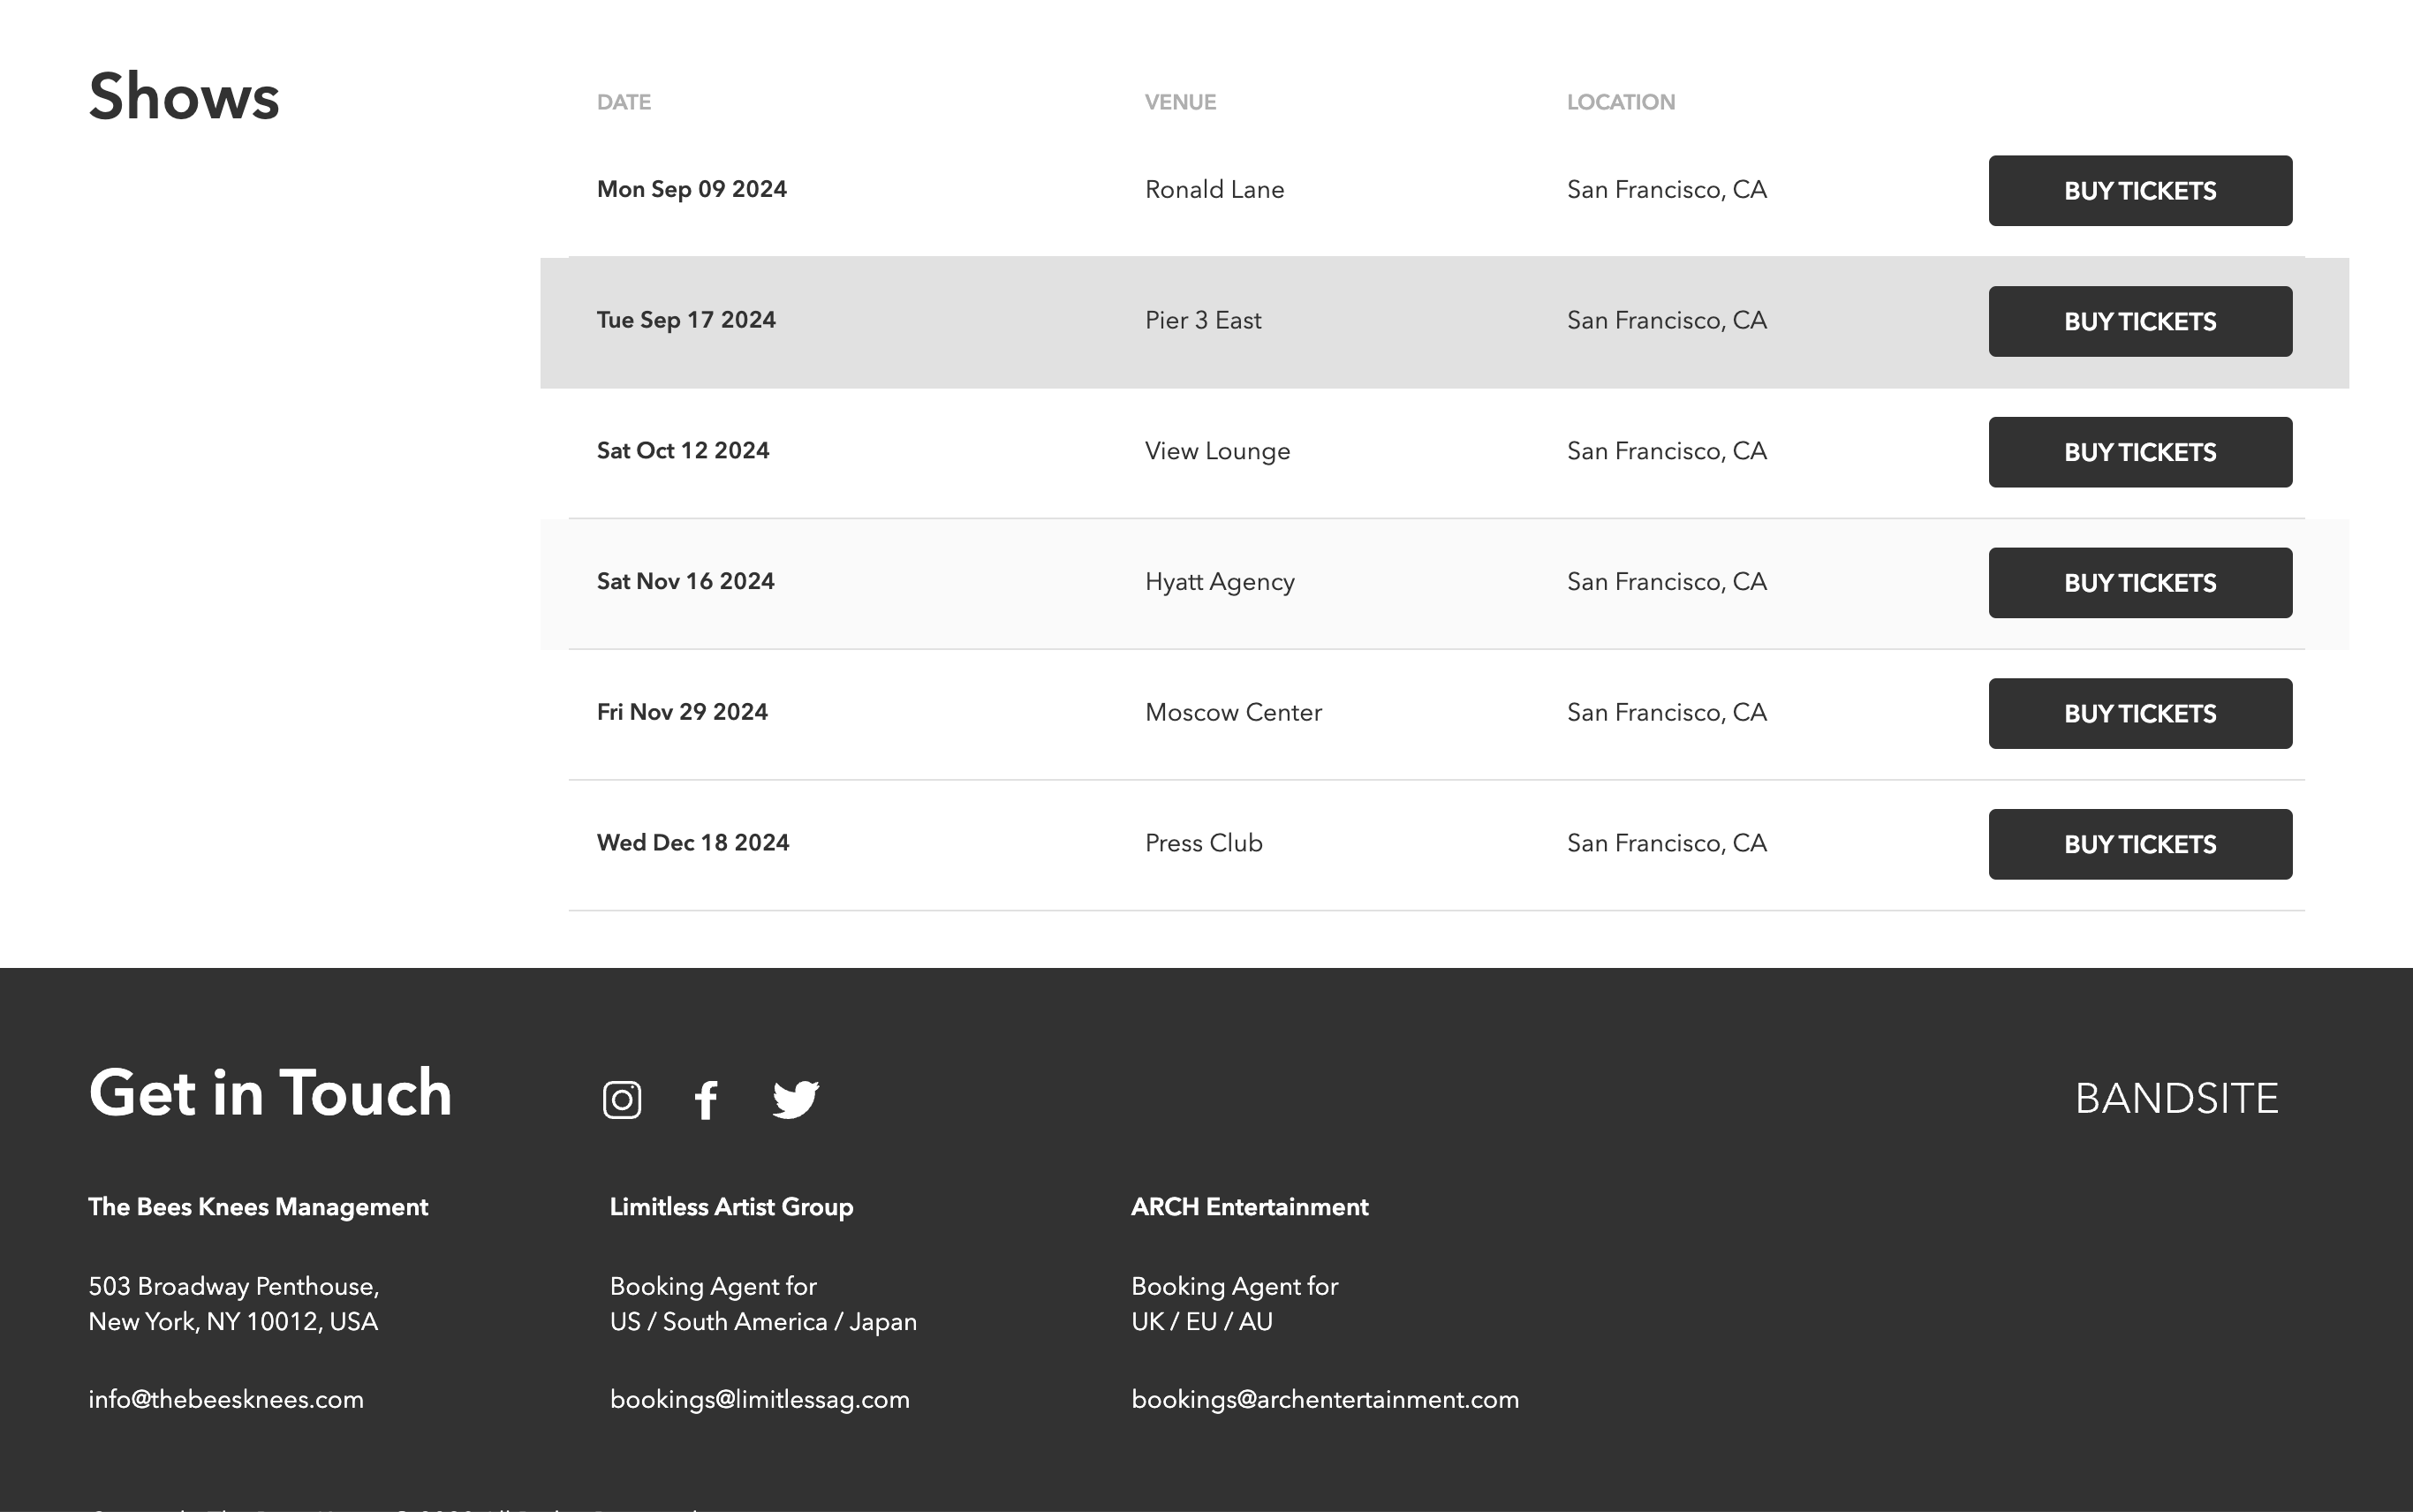 Shows
DATE VENUE LOCATION
Mon Sep 09 2024 Ronald Lane San Francisco, CA BUY TICKETS
Tue Sep 17 2024 Pier 3 East San Francisco, CA BUY TICKETS
Sat Oct 12 2024 View Lounge San Francisco, CA BUY TICKETS
Sat Nov 16 2024 Hyatt Agency San Francisco, CA BUY TICKETS
Fri Nov 29 2024 Moscow Center San Francisco, CA BUY TICKETS
Wed Dec 18 2024 Press Club San Francisco, CA BUY TICKETS
Get in Touch BANDSITE
The Bees Knees Management
503 Broadway Penthouse,
New York, NY 10012, USA
info@thebeesknees.com
Limitless Artist Group
Booking Agent for
US / South America / Japan
bookings@limitlessag.com
ARCH Entertainment
Booking Agent for
UK / EU / AU
bookings@archentertainment.com